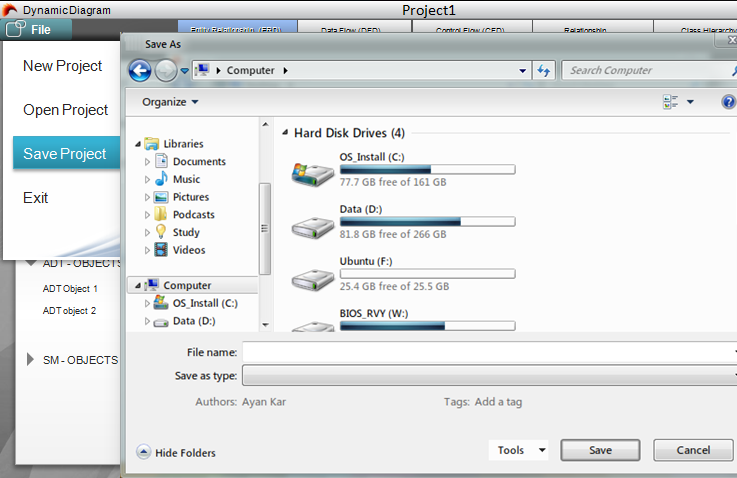 DynamicDiagram
Project1
File
Entity Relationship (ERD)
Data Flow (DFD)
Control Flow (CFD)
Relationship
Class Hierarchy
New Project
Open Project
Save Project
Exit
ADT - OBJECTS
ADT Object 1
ADT object 2
SM - OBJECTS
Save As
Computer
Search Computer
Organize
Libraries
Documents
Music
Pictures
Podcasts
Study
Videos
Computer
OS_Install (C:)
Data (D:)
Hard Disk Drives (4)
OS_Install (C:)
77.7 GB free of 161 GB
Data (D:)
81.8 GB free of 266 GB
Ubuntu (F:)
25.4 GB free of 25.5 GB
BIOS_RVY (W:)
File name:
Save as type:
Authors: Ayan Kar
Tags: Add a tag
Hide Folders
Tools
Save
Cancel